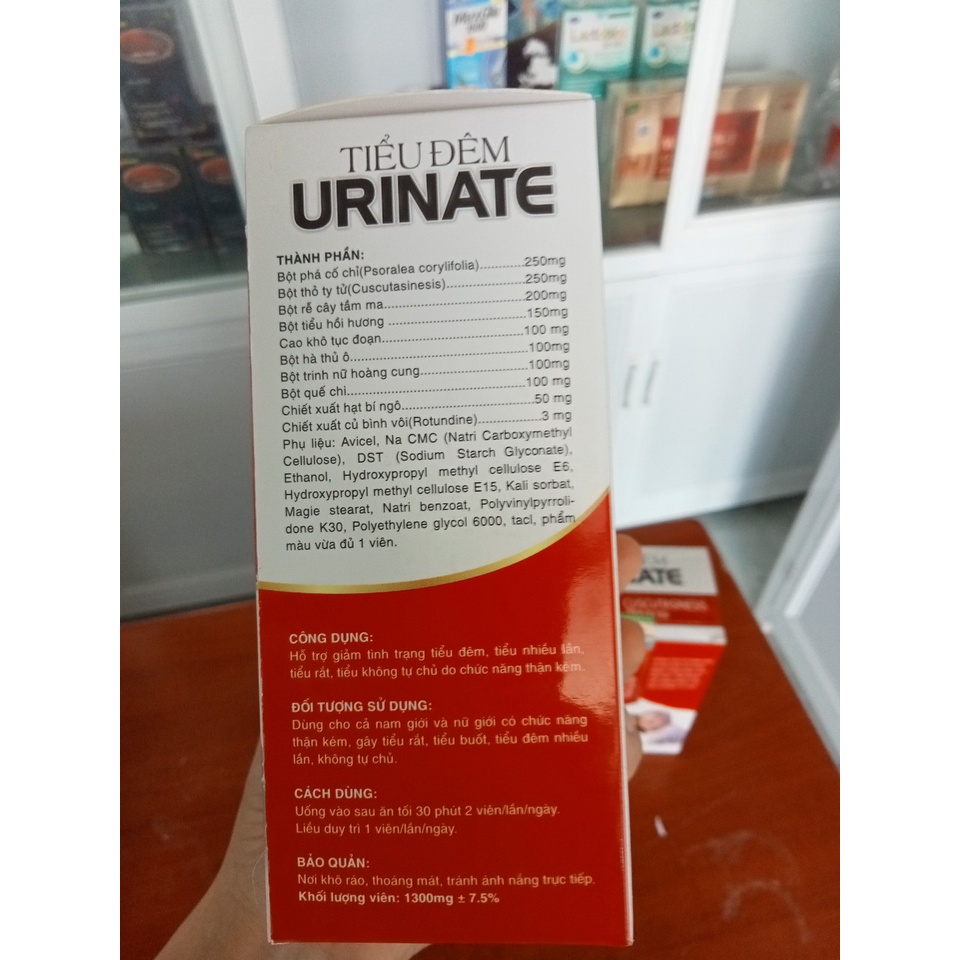 TIỂU ĐÊM
URINATE
THÀNH PHẦN:
Bột phá cố chỉ(Psoralea corylifolia)............250mg
Bột thỏ ty tử(Cuscutasinesis).....................250mg
Bột rễ cây tầm ma.....................................200mg
Bột tiểu hồi hương ....................................150mg
Cao khô tục đoạn.....................................100 mg
Bột hà thủ ô..............................................100mg
Bột trinh nữ hoàng cung............................100mg
Bột quế chi...............................................100 mg
Chiết xuất hạt bí ngô...................................50 mg
Chiết xuất củ bình vôi(Rotundine).................3 mg
Phụ liệu: Avicel, Na CMC (Natri Carboxymethyl
Cellulose), DST (Sodium Starch Glyconate),
Ethanol, Hydroxypropyl methyl cellulose E6,
Hydroxypropyl methyl cellulose E15, Kali sorbat,
Magie stearat, Natri benzoat, Polyvinylpyrroli-
done K30, Polyethylene glycol 6000, tacl, phẩm
màu vừa đủ 1 viên.
CÔNG DỤNG:
Hỗ trợ giảm tình trạng tiểu đêm, tiểu nhiều lần,
tiểu rắt, tiểu không tự chủ do chức năng thận kém.
ĐỐI TƯỢNG SỬ DỤNG:
Dùng cho cả nam giới và nữ giới có chức năng
thận kém, gây tiểu rắt, tiểu buốt, tiểu đêm nhiều
lần, không tự chủ.
CÁCH DÙNG:
Uống vào sau ăn tối 30 phút 2 viên/lần/ngày.
Liều duy trì 1 viên/lần/ngày.
BẢO QUẢN:
Nơi khô ráo, thoáng mát, tránh ánh nắng trực tiếp.
Khối lượng viên: 1300mg ± 7.5%